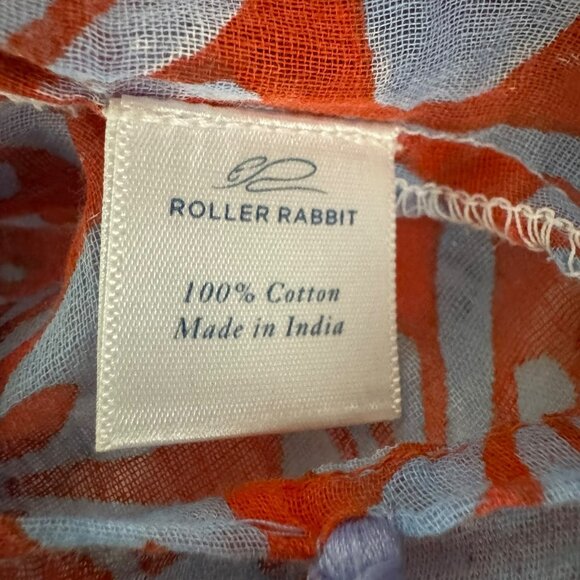 ROLLER RABBIT
100% Cotton
Made in India